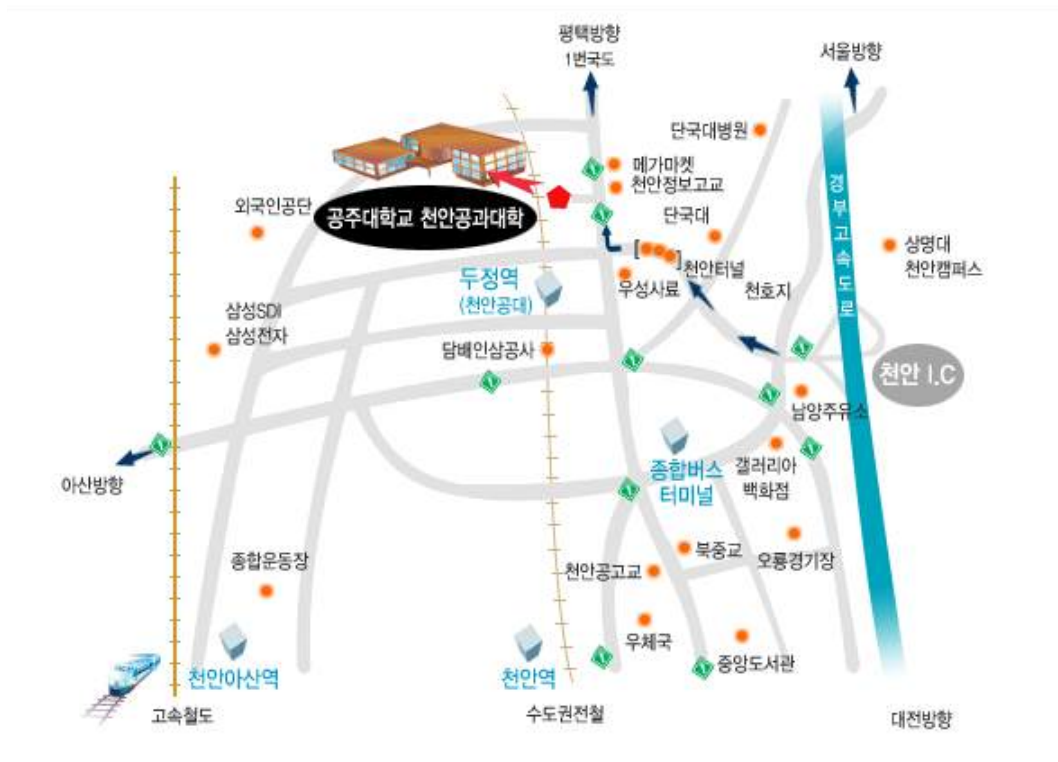 평택방향
1번국도
서울방향
단국대병원
메가마켓
천안정보고교
외국인공단
공주대학교 천안공과대학
단국대
경부고속도로
상명대
천안캠퍼스
천안터널
두정역
(천안공대)
우성사료
천호지
삼성SDI
삼성전자
담배인삼공사
천안 I.C
남양주유소
아산방향
종합버스
터미널
갤러리아
백화점
종합운동장
북중교
오룡경기장
천안공고교
우체국
중앙도서관
천안아산역
천안역
고속철도
수도권전철
대전방향